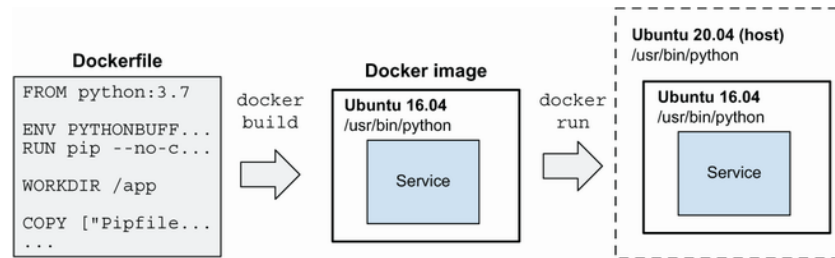 Dockerfile
FROM python:3.7
ENV PYTHONBUFF...
RUN pip --no-c...
WORKDIR /app
COPY ["Pipfile...
...
docker
build
Docker image
Ubuntu 16.04
/usr/bin/python
Service
docker
run
Ubuntu 20.04 (host)
/usr/bin/python
Ubuntu 16.04
/usr/bin/python
Service